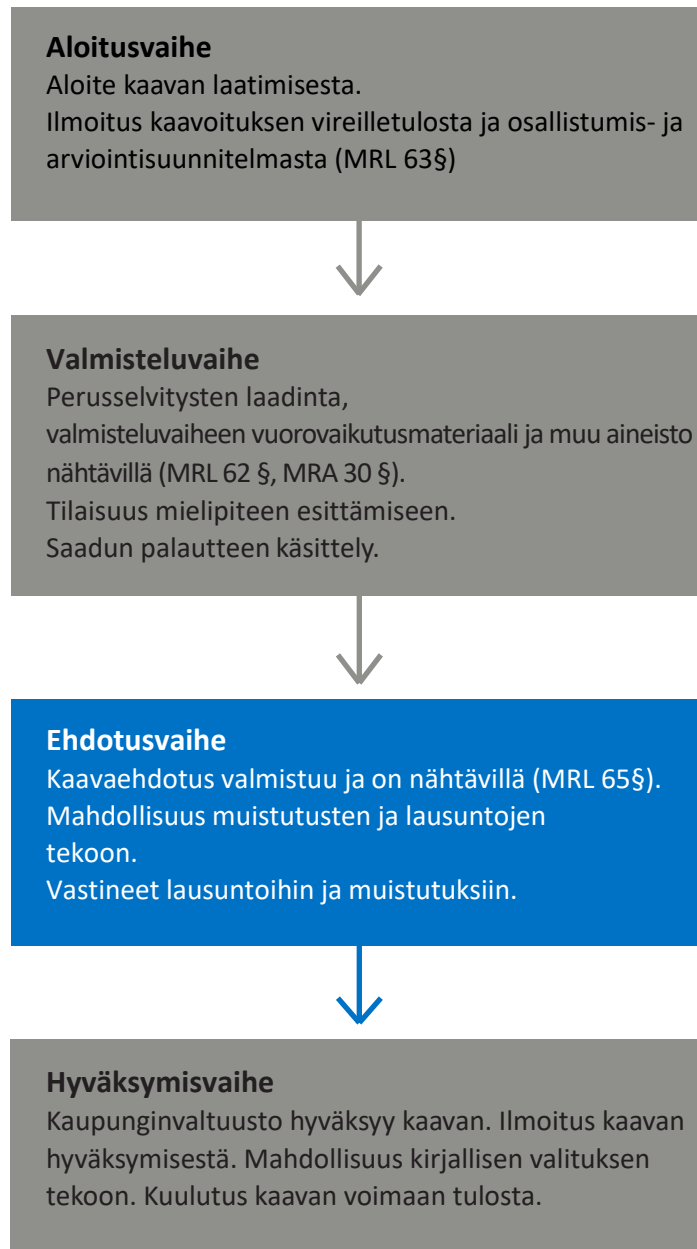 Aloitusvaihe
Aloite kaavan laatimisesta.
Ilmoitus kaavoituksen vireilletulosta ja osallistumis- ja
arviointisuunnitelmasta (MRL 63§)
Valmisteluvaihe
Perusselvitysten laadinta,
valmisteluvaiheen vuorovaikutusmateriaali ja muu aineisto
nähtävillä (MRL 62 §, MRA 30 §).
Tilaisuus mielipiteen esittämiseen.
Saadun palautteen käsittely.
Ehdotusvaihe
Kaavaehdotus valmistuu ja on nähtävillä (MRL 65§).
Mahdollisuus muistutusten ja lausuntojen
tekoon.
Vastineet lausuntoihin ja muistutuksiin.
Hyväksymisvaihe
Kaupunginvaltuusto hyväksyy kaavan. Ilmoitus kaavan
hyväksymisestä. Mahdollisuus kirjallisen valituksen
tekoon. Kuulutus kaavan voimaan tulosta.